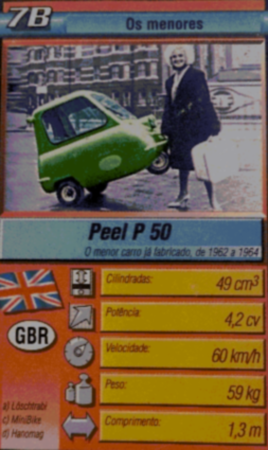 7B
Os menores
Peel P 50
O menor carro já fabricado, de 1962 a 1964
Cilindradas:
49 cm³
Potência:
4,2 cv
GBR
Velocidade:
60 km/h
Peso:
59 kg
a) Löschtrabi
c) MiniBike
d) Hanomag
Comprimento:
1,3 m